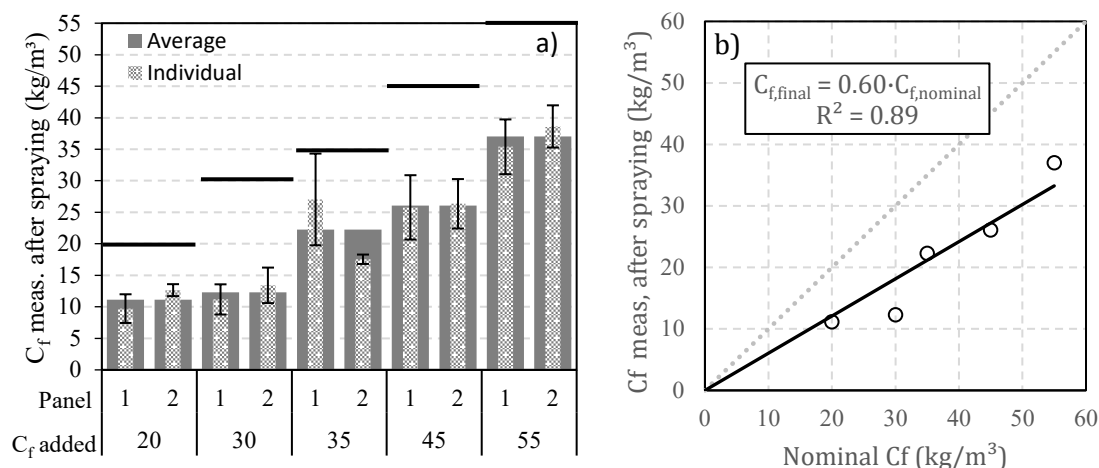 C_f meas. after spraying (kg/m³)
55
50
45
40
35
30
25
20
15
10
5
0
Average
Individual
a)
Panel 1 2 1 2 1 2 1 2 1 2
C_f added 20 30 35 45 55
b)
Cf meas, after spraying (kg/m³)
60
50
40
30
20
10
0
C_f,final = 0.60·C_f,nominal
R² = 0.89
0 10 20 30 40 50 60
Nominal Cf (kg/m³)